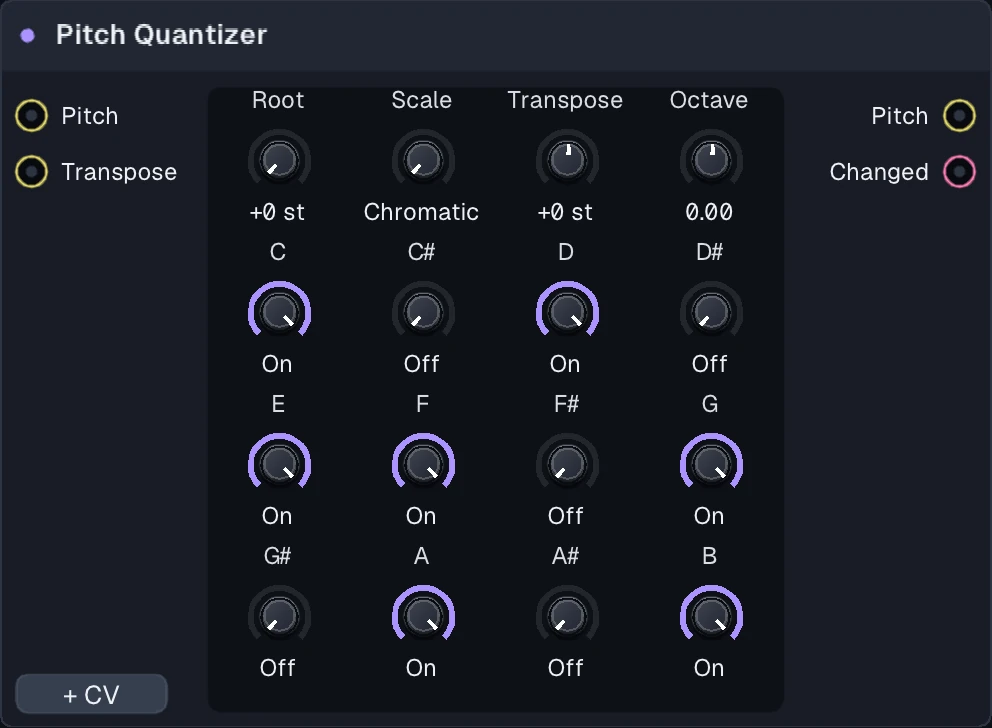 Pitch Quantizer
Pitch
Transpose
Root Scale Transpose Octave
+0 st Chromatic +0 st 0.00
C C# D D#
On Off On Off
E F F# G
On On Off On
G# A A# B
Off On Off On
Pitch
Changed
+ CV